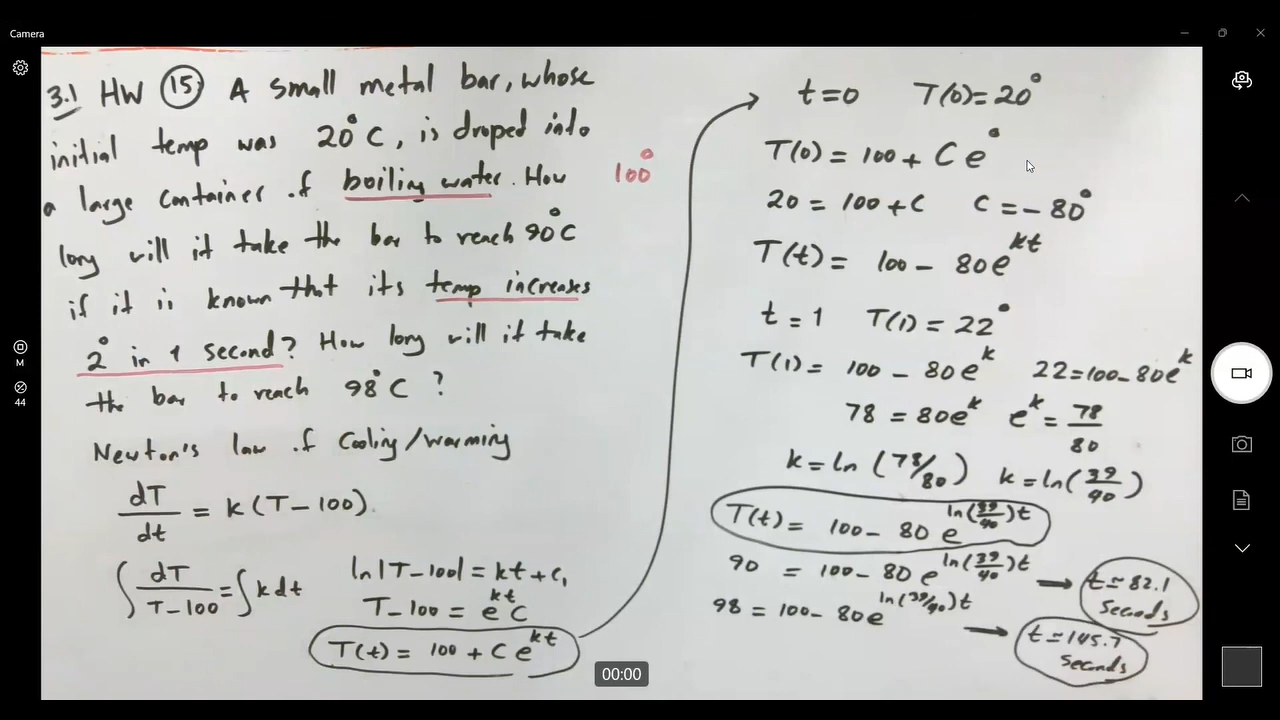 Camera
3.1 HW (15) A small metal bar, whose
initial temp was 20°C, is droped into
a large container of boiling water. How 100°
long will it take the bar to reach 90°C
if it is known that its temp increases
2° in 1 second? How long will it take
the bar to reach 98°C?
Newton's law of cooling/warming
dT/dt = k(T-100)
∫ dT/(T-100) = ∫ k dt
ln|T-100| = kt + C₁
T-100 = e^kt C
T(t) = 100 + C e^kt
t=0 T(0)=20°
T(0) = 100 + C e°
20 = 100 + C C = -80°
T(t) = 100 - 80e^kt
t = 1 T(1) = 22°
T(1) = 100 - 80e^k 22=100-80e^k
78 = 80e^k e^k = 78/80
k = ln(78/80) k = ln(39/40)
T(t) = 100 - 80 e^ln(39/40)t
90 = 100 - 80 e^ln(39/40)t → t≃82.1
seconds
98 = 100 - 80e^ln(39/40)t → t≃145.7
seconds
M
44
00:00